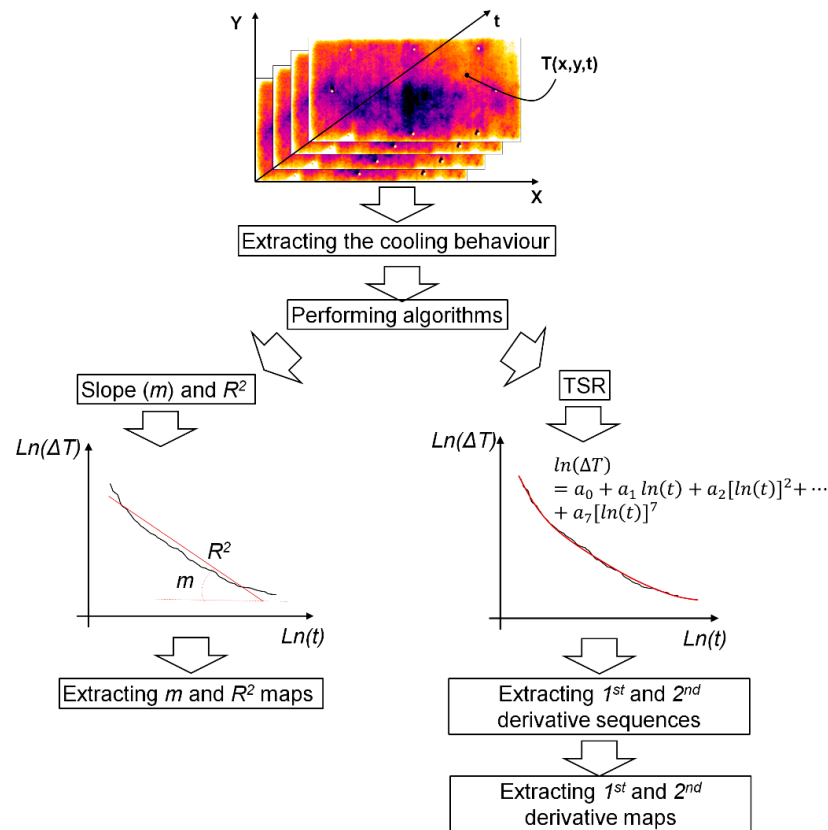 Y
t
T(x,y,t)
X
Extracting the cooling behaviour
Performing algorithms
Slope (m) and R²
TSR
Ln(ΔT)
R²
m
Ln(t)
Ln(ΔT)
ln(ΔT)
= a₀ + a₁ ln(t) + a₂[ln(t)]² + ⋯
+ a₇[ln(t)]⁷
Ln(t)
Extracting m and R² maps
Extracting 1ˢᵗ and 2ⁿᵈ
derivative sequences
Extracting 1ˢᵗ and 2ⁿᵈ
derivative maps